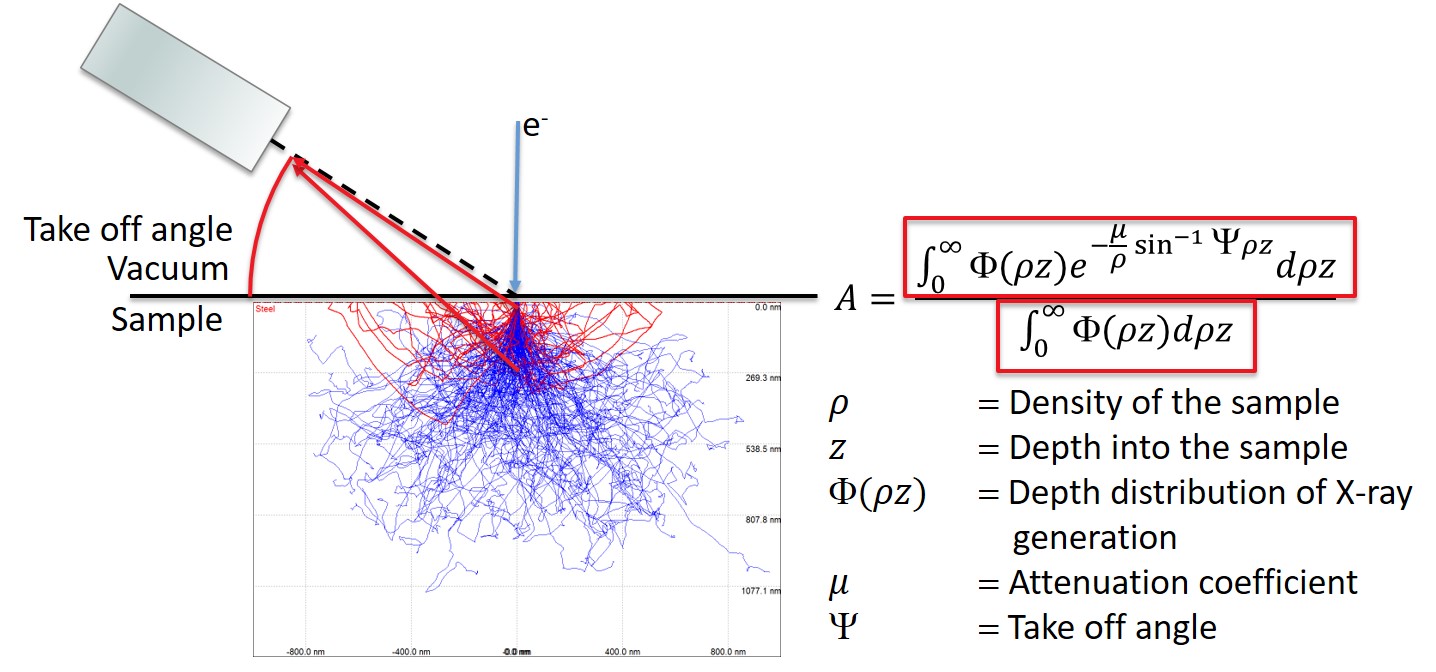 e-
Take off angle
Vacuum
Sample
Steel
0.0 nm
269.3 nm
538.5 nm
807.8 nm
1077.1 nm
-800.0 nm
-400.0 nm
400.0 nm
800.0 nm
A = ∫₀^∞ Φ(ρz)e^(−μ/ρ sin⁻¹ Ψρz) dρz
∫₀^∞ Φ(ρz)dρz
ρ = Density of the sample
z = Depth into the sample
Φ(ρz) = Depth distribution of X-ray
generation
μ = Attenuation coefficient
Ψ = Take off angle